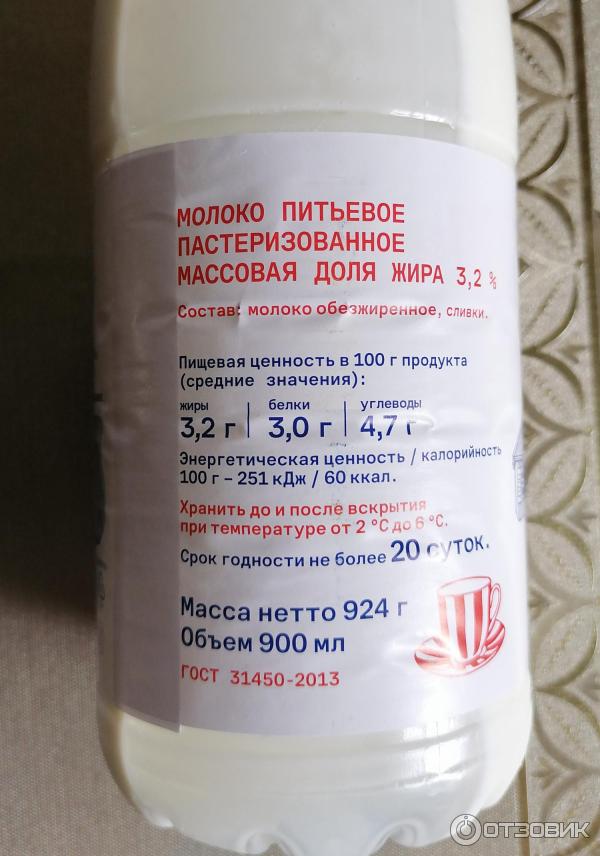 МОЛОКО ПИТЬЕВОЕ
ПАСТЕРИЗОВАННОЕ
МАССОВАЯ ДОЛЯ ЖИРА 3,2 %
Состав: молоко обезжиренное, сливки.
Пищевая ценность в 100 г продукта
(средние значения):
жиры белки углеводы
3,2 г 3,0 г 4,7 г
Энергетическая ценность / калорийность
100 г – 251 кДж / 60 ккал.
Хранить до и после вскрытия
при температуре от 2 °С до 6 °С.
Срок годности не более 20 суток.
Масса нетто 924 г
Объем 900 мл
ГОСТ 31450-2013
ОТЗОВИК